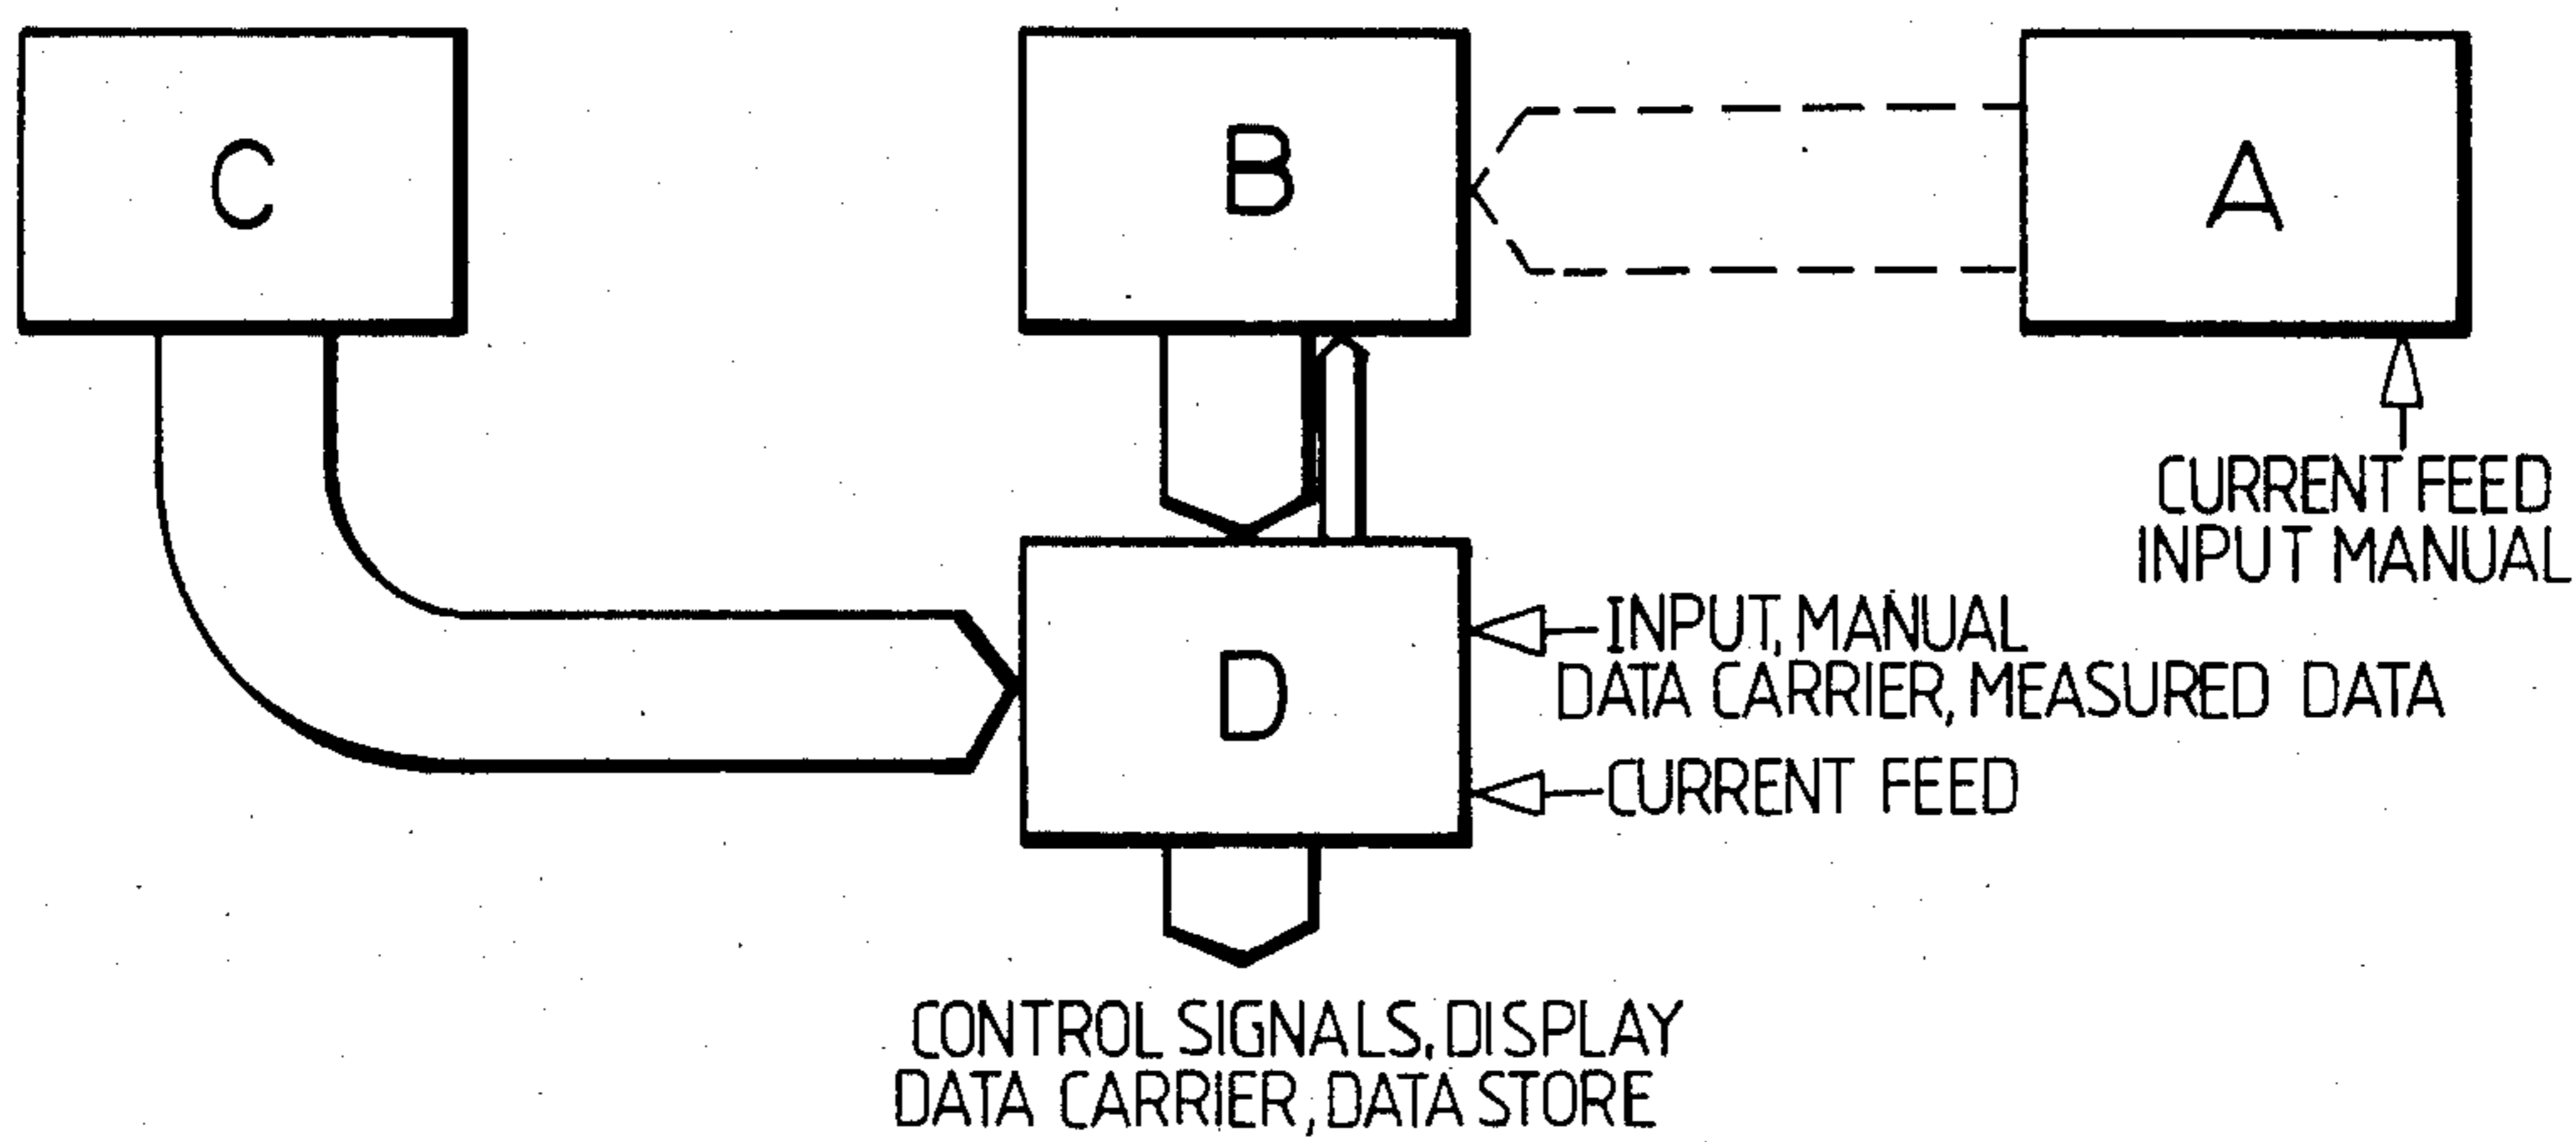 C
B
A
CURRENT FEED
INPUT MANUAL
D
INPUT, MANUAL
DATA CARRIER, MEASURED DATA
CURRENT FEED
CONTROL SIGNALS, DISPLAY
DATA CARRIER, DATA STORE